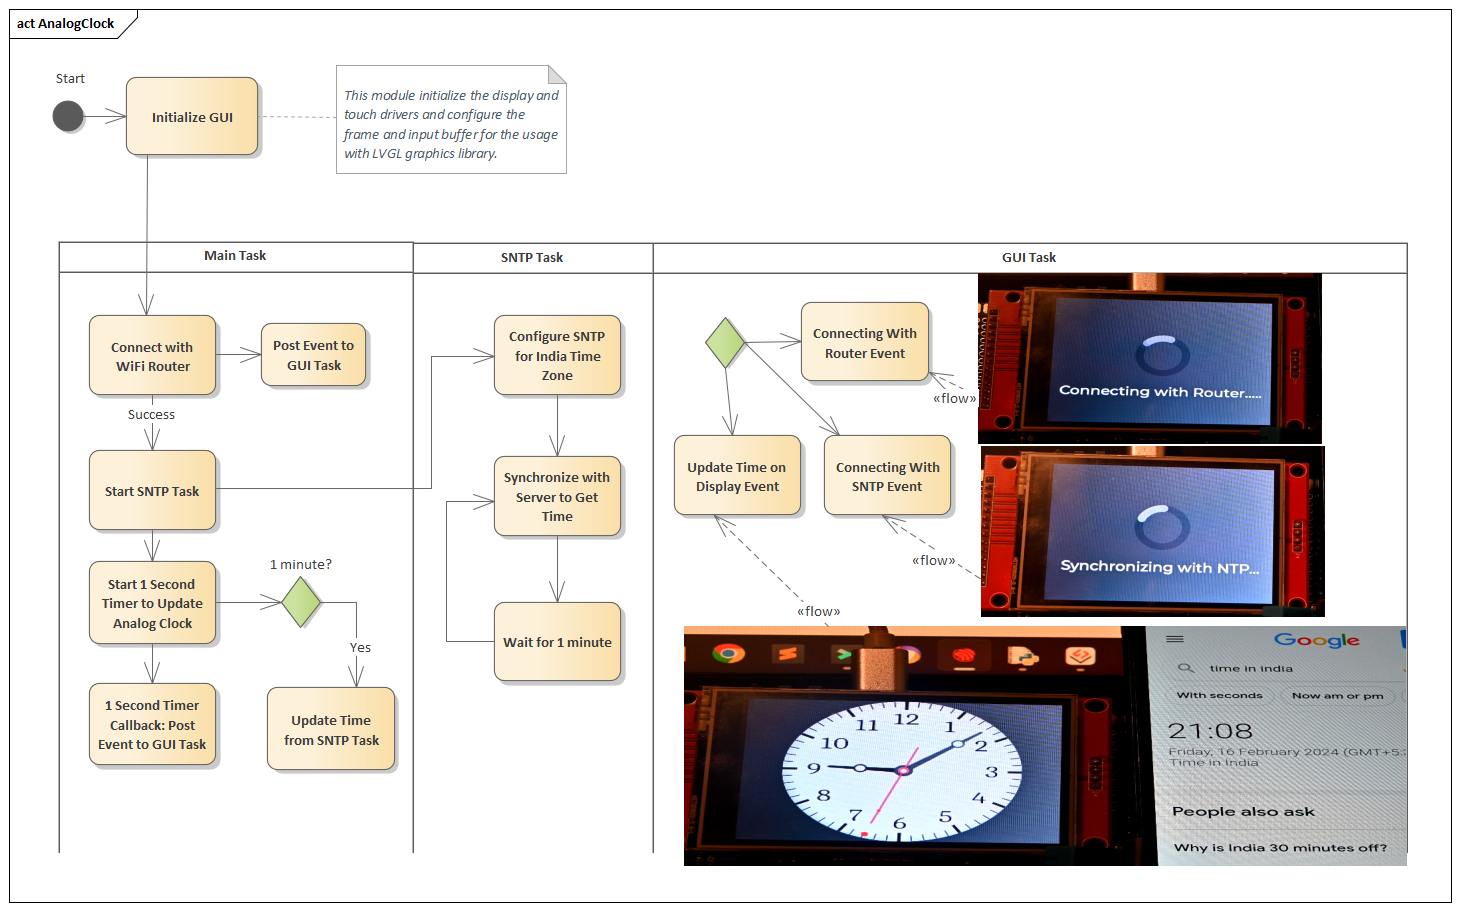 act AnalogClock
Start
Initialize GUI
This module initialize the display and
touch drivers and configure the
frame and input buffer for the usage
with LVGL graphics library.
Main Task
SNTP Task
GUI Task
Connect with
WiFi Router
Post Event to
GUI Task
Success
Start SNTP Task
Start 1 Second
Timer to Update
Analog Clock
1 minute?
Yes
1 Second Timer
Callback: Post
Event to GUI Task
Update Time
from SNTP Task
Configure SNTP
for India Time
Zone
Synchronize with
Server to Get
Time
Wait for 1 minute
Connecting With
Router Event
«flow»
Update Time on
Display Event
Connecting With
SNTP Event
«flow»
«flow»
Connecting with Router.....
Synchronizing with NTP...
12
1
2
3
4
5
6
7
8
9
10
11
Google
time in india
With seconds
Now am or pm
21:08
Friday, 16 February 2024 (GMT+5:
Time in India
People also ask
Why is India 30 minutes off?